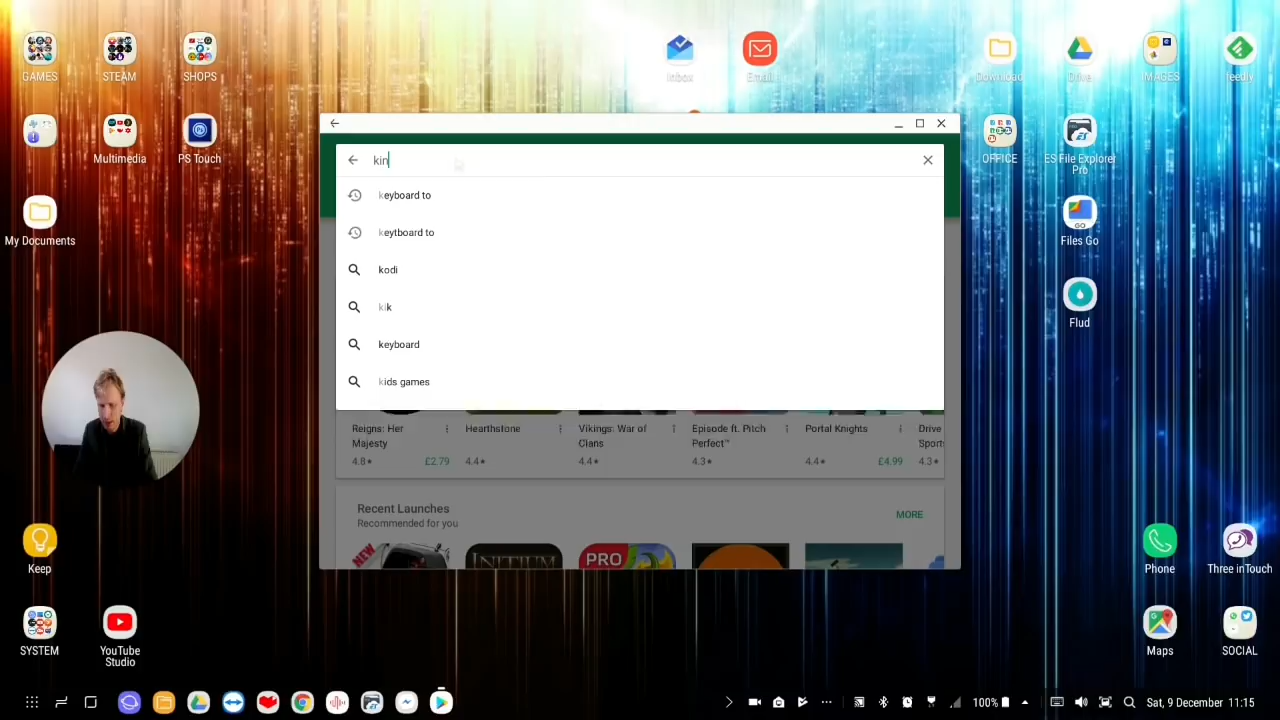 GAMES
STEAM
SHOPS
Inbox
Email
Download
Drive
IMAGES
feedly
Multimedia
PS Touch
OFFICE
ES File Explorer
Pro
My Documents
GO
Files Go
Flud
kin
keyboard to
keytboard to
kodi
kik
keyboard
kids games
Reigns: Her
Majesty
4.8★
£2.79
Hearthstone
4.4★
Vikings: War of
Clans
4.4★
Episode ft. Pitch
Perfect™
4.3★
Portal Knights
4.4★
£4.99
Drive
Sports
4.3★
Recent Launches
Recommended for you
MORE
NEW
INITIUM
PRO
Keep
Phone
Three inTouch
SYSTEM
YouTube
Studio
Maps
SOCIAL
100%
Sat, 9 December 11:15